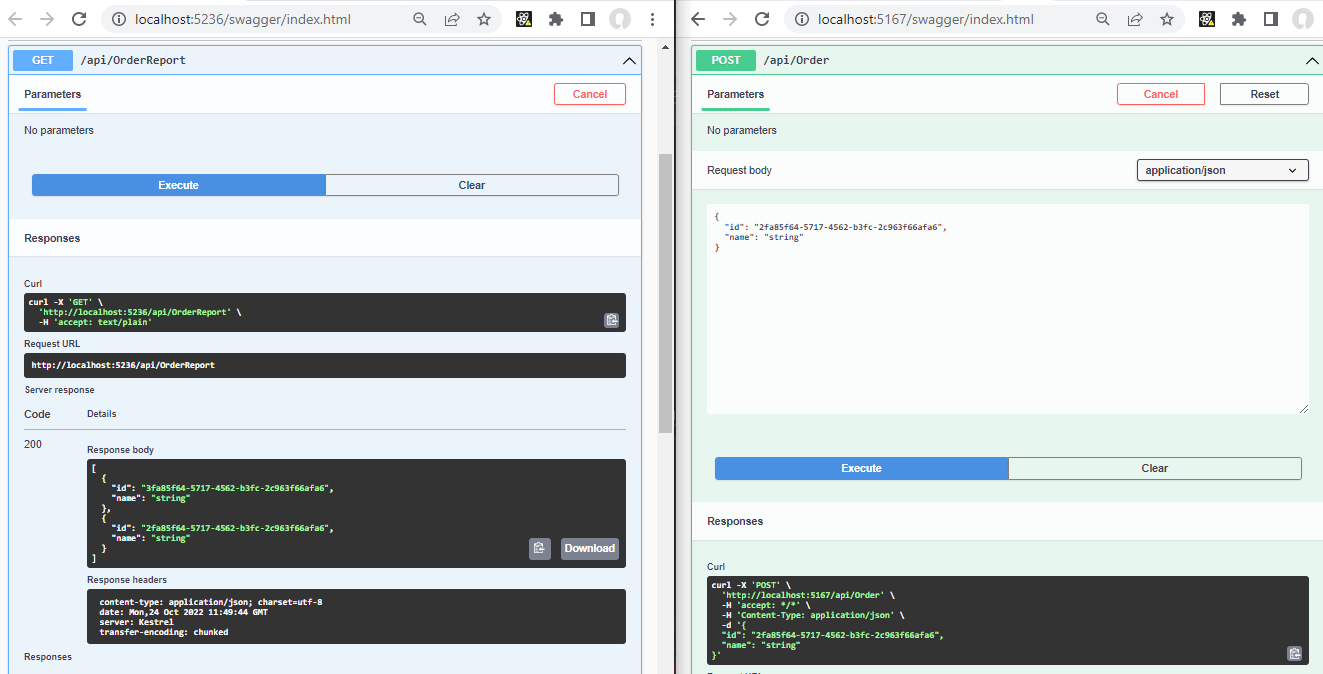 localhost:5236/swagger/index.html
GET /api/OrderReport
Parameters
Cancel
No parameters
Execute
Clear
Responses
Curl
curl -X 'GET' \
'http://localhost:5236/api/OrderReport' \
-H 'accept: text/plain'
Request URL
http://localhost:5236/api/OrderReport
Server response
Code Details
200
Response body
[
{
"id": "3fa85f64-5717-4562-b3fc-2c963f66afa6",
"name": "string"
},
{
"id": "2fa85f64-5717-4562-b3fc-2c963f66afa6",
"name": "string"
}
]
Download
Response headers
content-type: application/json; charset=utf-8
date: Mon,24 Oct 2022 11:49:44 GMT
server: Kestrel
transfer-encoding: chunked
Responses
localhost:5167/swagger/index.html
POST /api/Order
Parameters
Cancel
Reset
No parameters
Request body
application/json
{
"id": "2fa85f64-5717-4562-b3fc-2c963f66afa6",
"name": "string"
}
Execute
Clear
Responses
Curl
curl -X 'POST' \
'http://localhost:5167/api/Order' \
-H 'accept: */*' \
-H 'Content-Type: application/json' \
-d '{
"id": "2fa85f64-5717-4562-b3fc-2c963f66afa6",
"name": "string"
}'